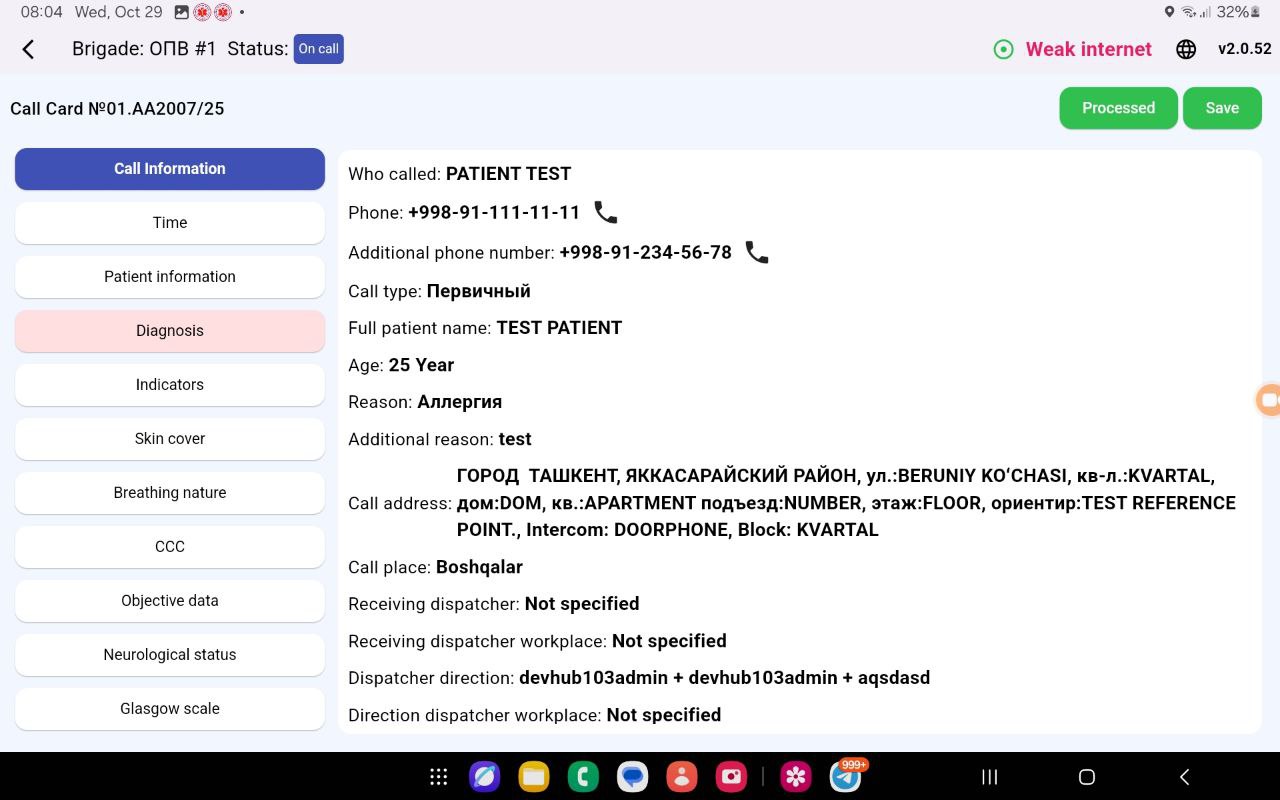 08:04 Wed, Oct 29 32%
Brigade: ОПВ #1 Status: On call Weak internet v2.0.52
Call Card №01.AA2007/25 Processed Save
Call Information
Time
Patient information
Diagnosis
Indicators
Skin cover
Breathing nature
CCC
Objective data
Neurological status
Glasgow scale
Who called: PATIENT TEST
Phone: +998-91-111-11-11
Additional phone number: +998-91-234-56-78
Call type: Первичный
Full patient name: TEST PATIENT
Age: 25 Year
Reason: Аллергия
Additional reason: test
Call address: ГОРОД ТАШКЕНТ, ЯККАСАРАЙСКИЙ РАЙОН, ул.:BERUNIY KOʻCHASI, кв-л.:KVARTAL,
дом:DOM, кв.:APARTMENT подъезд:NUMBER, этаж:FLOOR, ориентир:TEST REFERENCE
POINT., Intercom: DOORPHONE, Block: KVARTAL
Call place: Boshqalar
Receiving dispatcher: Not specified
Receiving dispatcher workplace: Not specified
Dispatcher direction: devhub103admin + devhub103admin + aqsdasd
Direction dispatcher workplace: Not specified
999+